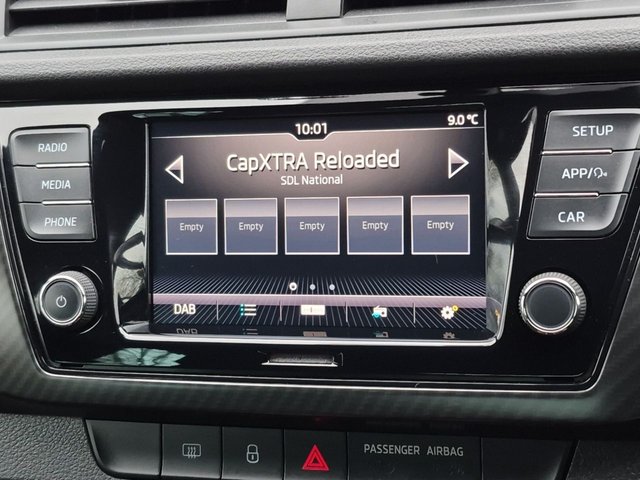 10:01
9.0 °C
CapXTRA Reloaded
SDL National
Empty Empty Empty Empty Empty
DAB
RADIO
MEDIA
PHONE
SETUP
APP/
CAR
PASSENGER AIRBAG